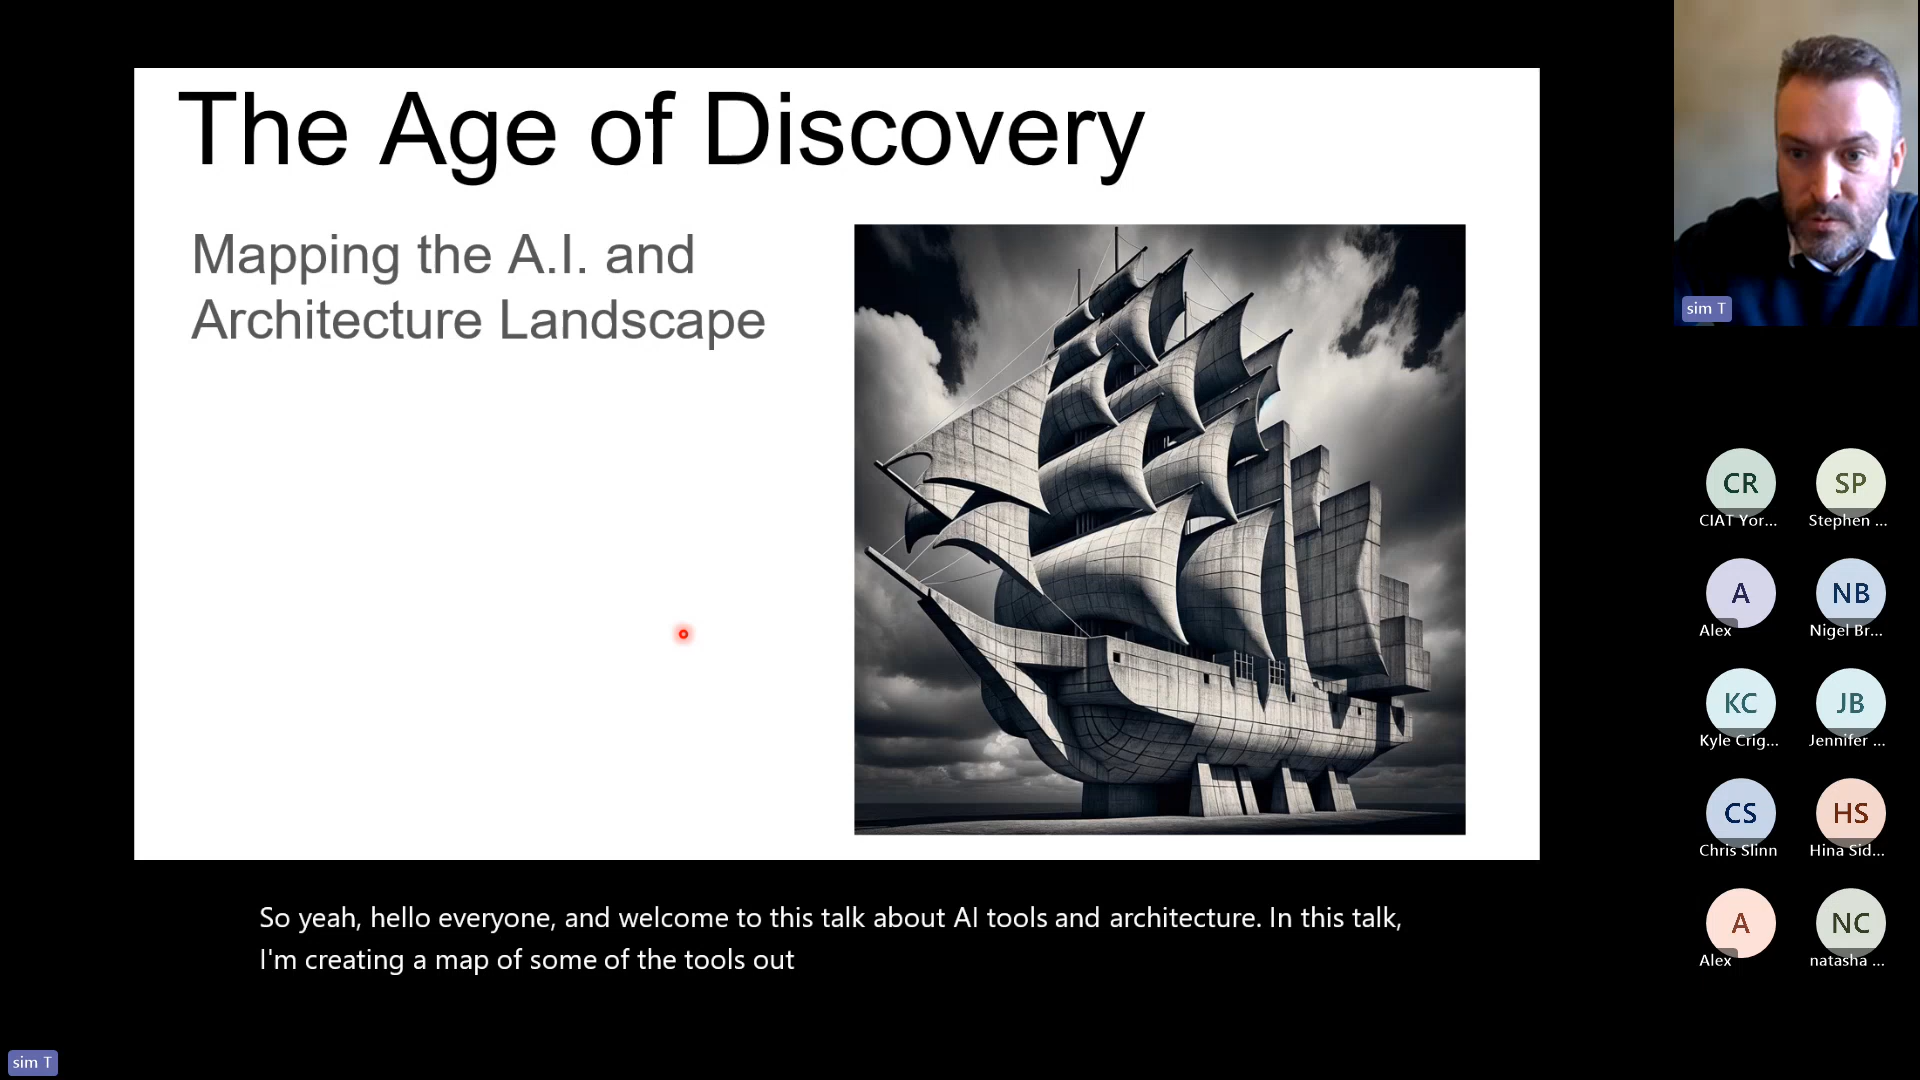 The Age of Discovery
Mapping the A.I. and
Architecture Landscape
sim T
CR
SP
CIAT Yor...
Stephen ...
A
NB
Alex
Nigel Br...
KC
JB
Kyle Crig...
Jennifer ...
CS
HS
Chris Slinn
Hina Sid...
A
NC
Alex
natasha ...
So yeah, hello everyone, and welcome to this talk about AI tools and architecture. In this talk,
I'm creating a map of some of the tools out
sim T